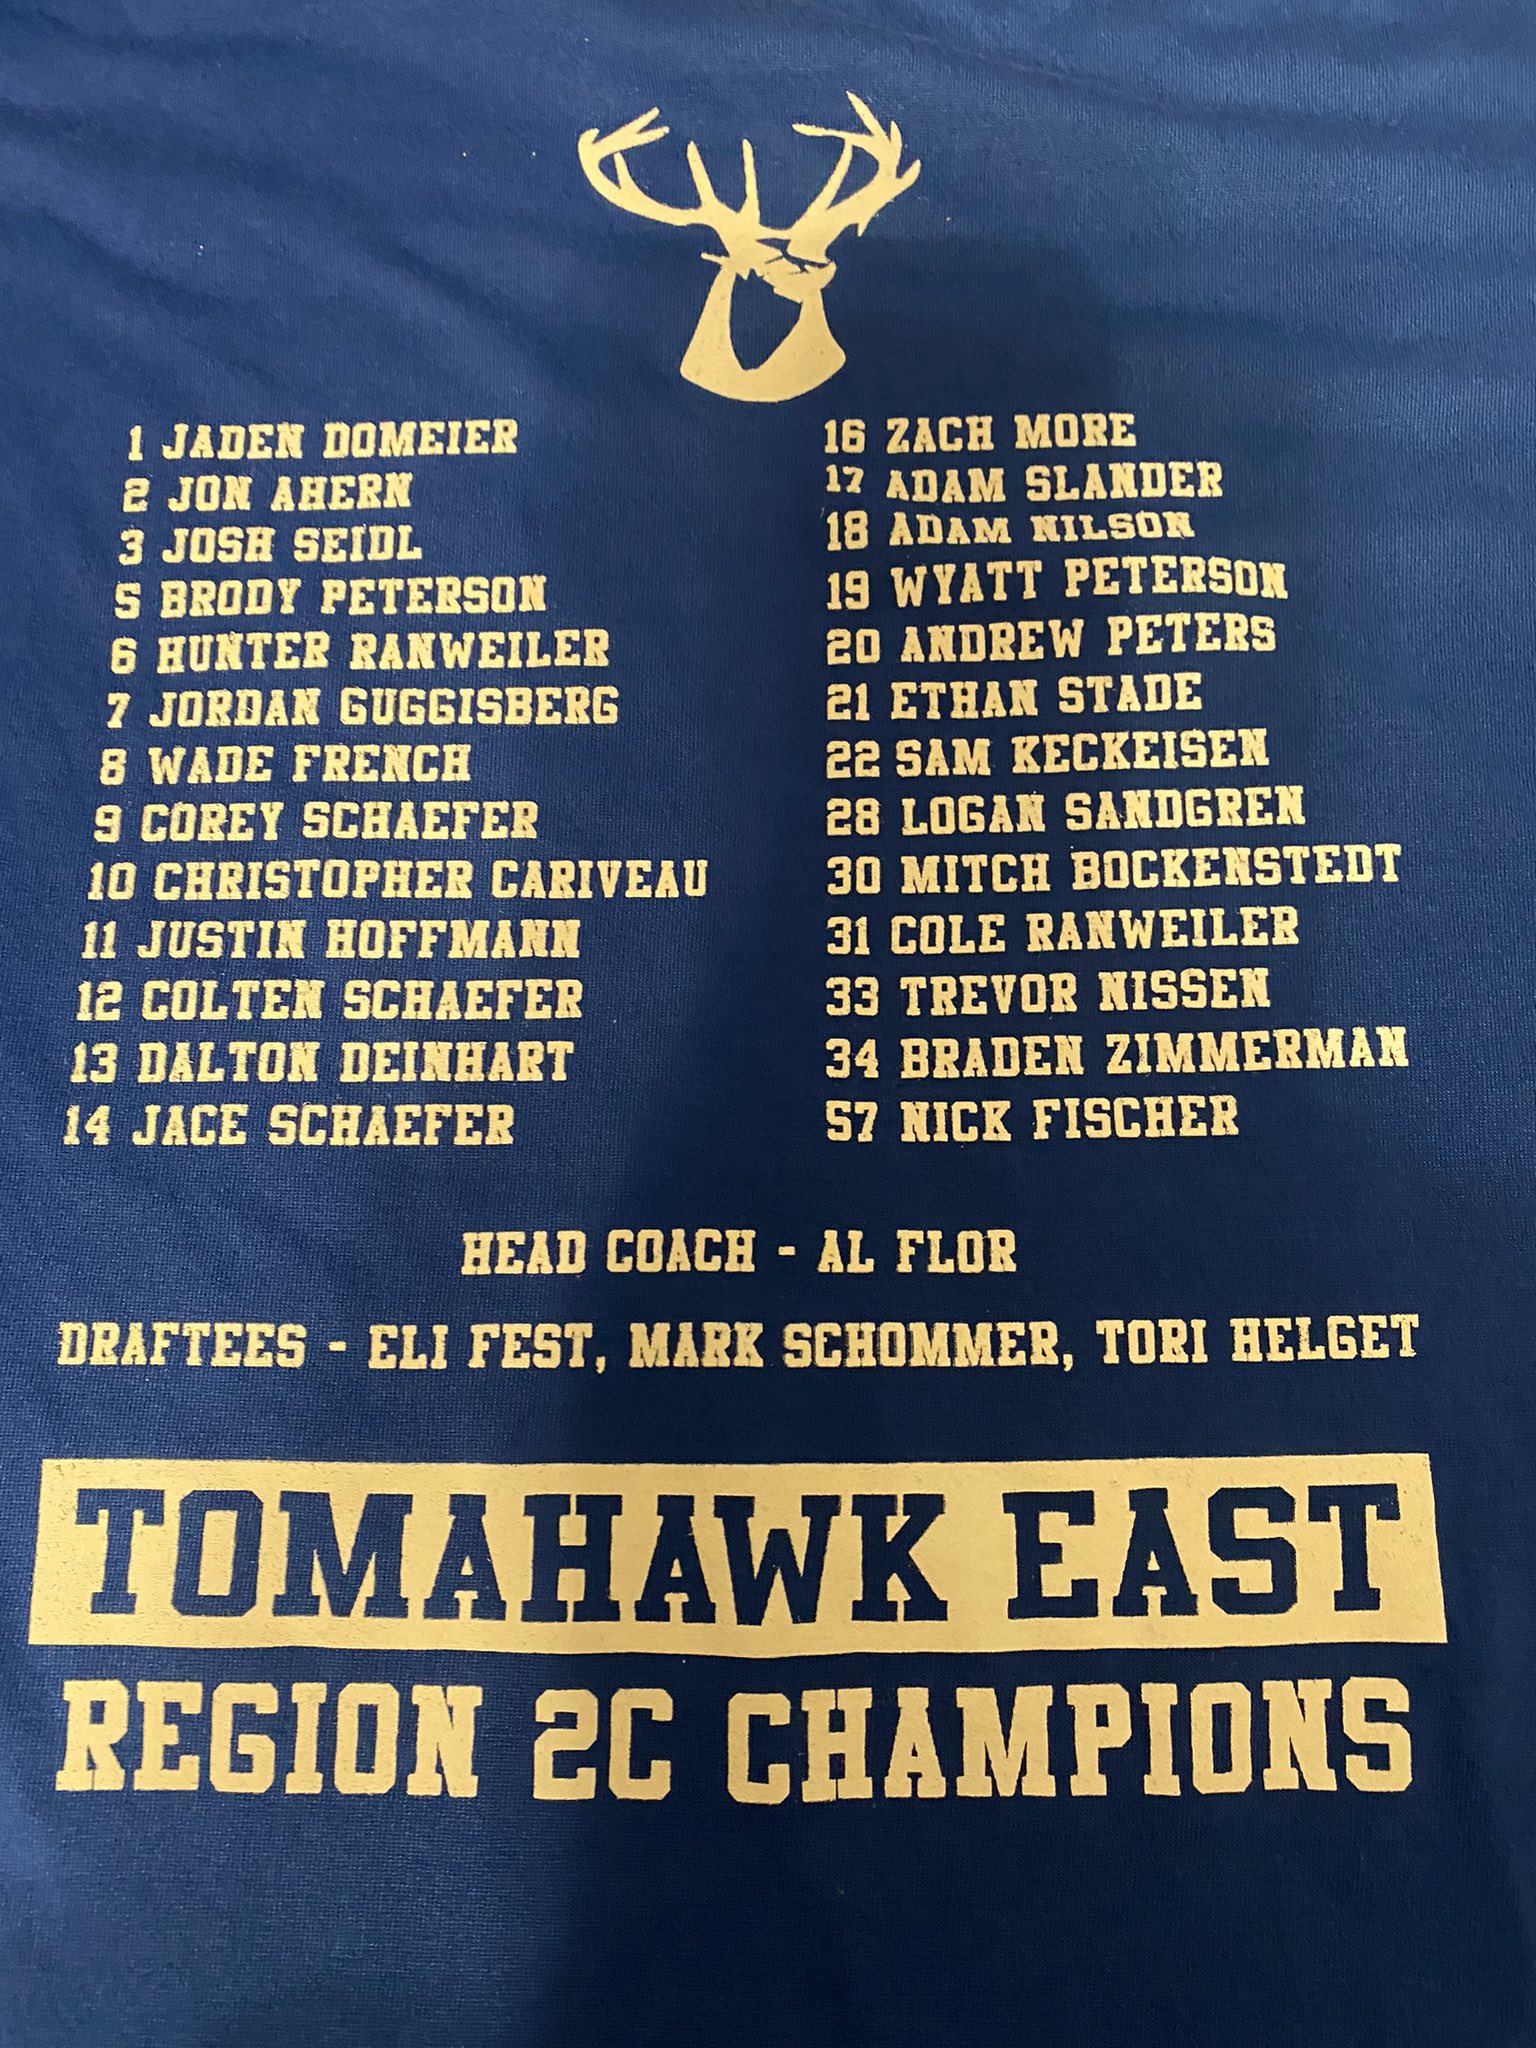 1 JADEN DOMEIER
2 JON AHERN
3 JOSH SEIDL
5 BRODY PETERSON
6 HUNTER RANWEILER
7 JORDAN GUGGISBERG
8 WADE FRENCH
9 COREY SCHAEFER
10 CHRISTOPHER CARIVEAU
11 JUSTIN HOFFMANN
12 COLTEN SCHAEFER
13 DALTON DEINHART
14 JACE SCHAEFER
16 ZACH MORE
17 ADAM SLANDER
18 ADAM NILSON
19 WYATT PETERSON
20 ANDREW PETERS
21 ETHAN STADE
22 SAM KECKEISEN
28 LOGAN SANDGREN
30 MITCH BOCKENSTEDT
31 COLE RANWEILER
33 TREVOR NISSEN
34 BRADEN ZIMMERMAN
57 NICK FISCHER
HEAD COACH - AL FLOR
DRAFTEES - ELI FEST, MARK SCHOMMER, TORI HELGET
TOMAHAWK EAST
REGION 2C CHAMPIONS